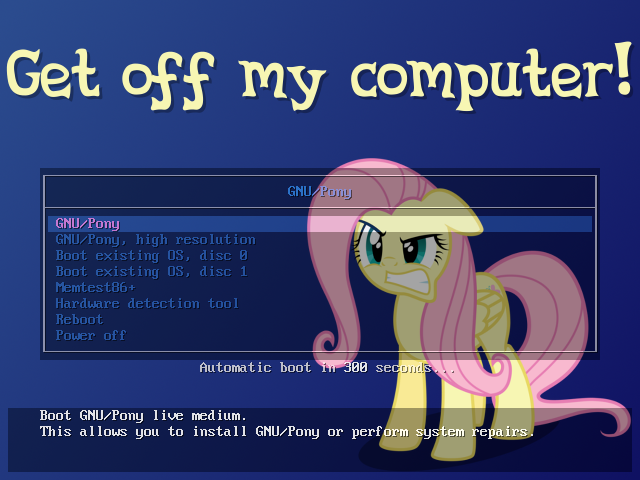 Get off my computer!
GNU/Pony
GNU/Pony
GNU/Pony, high resolution
Boot existing OS, disc 0
Boot existing OS, disc 1
Memtest86+
Hardware detection tool
Reboot
Power off
Automatic boot in 300 seconds...
Boot GNU/Pony live medium.
This allows you to install GNU/Pony or perform system repairs.